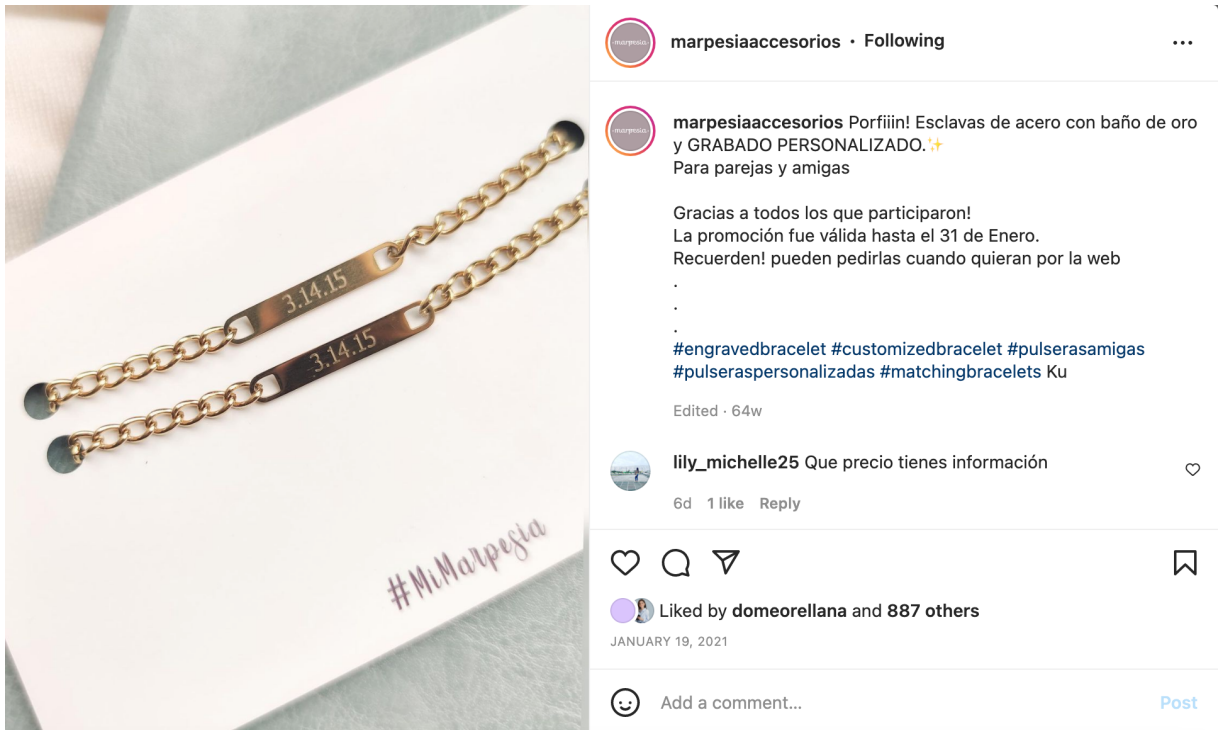 3.14.15
3.14.15
#MiMarpesia
marpesia
marpesiaaccesorios • Following
marpesia
marpesiaaccesorios Porfiiin! Esclavas de acero con baño de oro
y GRABADO PERSONALIZADO.✨
Para parejas y amigas
Gracias a todos los que participaron!
La promoción fue válida hasta el 31 de Enero.
Recuerden! pueden pedirlas cuando quieran por la web
.
.
.
#engravedbracelet #customizedbracelet #pulserasamigas
#pulseraspersonalizadas #matchingbracelets Ku
Edited · 64w
lily_michelle25 Que precio tienes información
6d 1 like Reply
Liked by domeorellana and 887 others
JANUARY 19, 2021
Add a comment...
Post